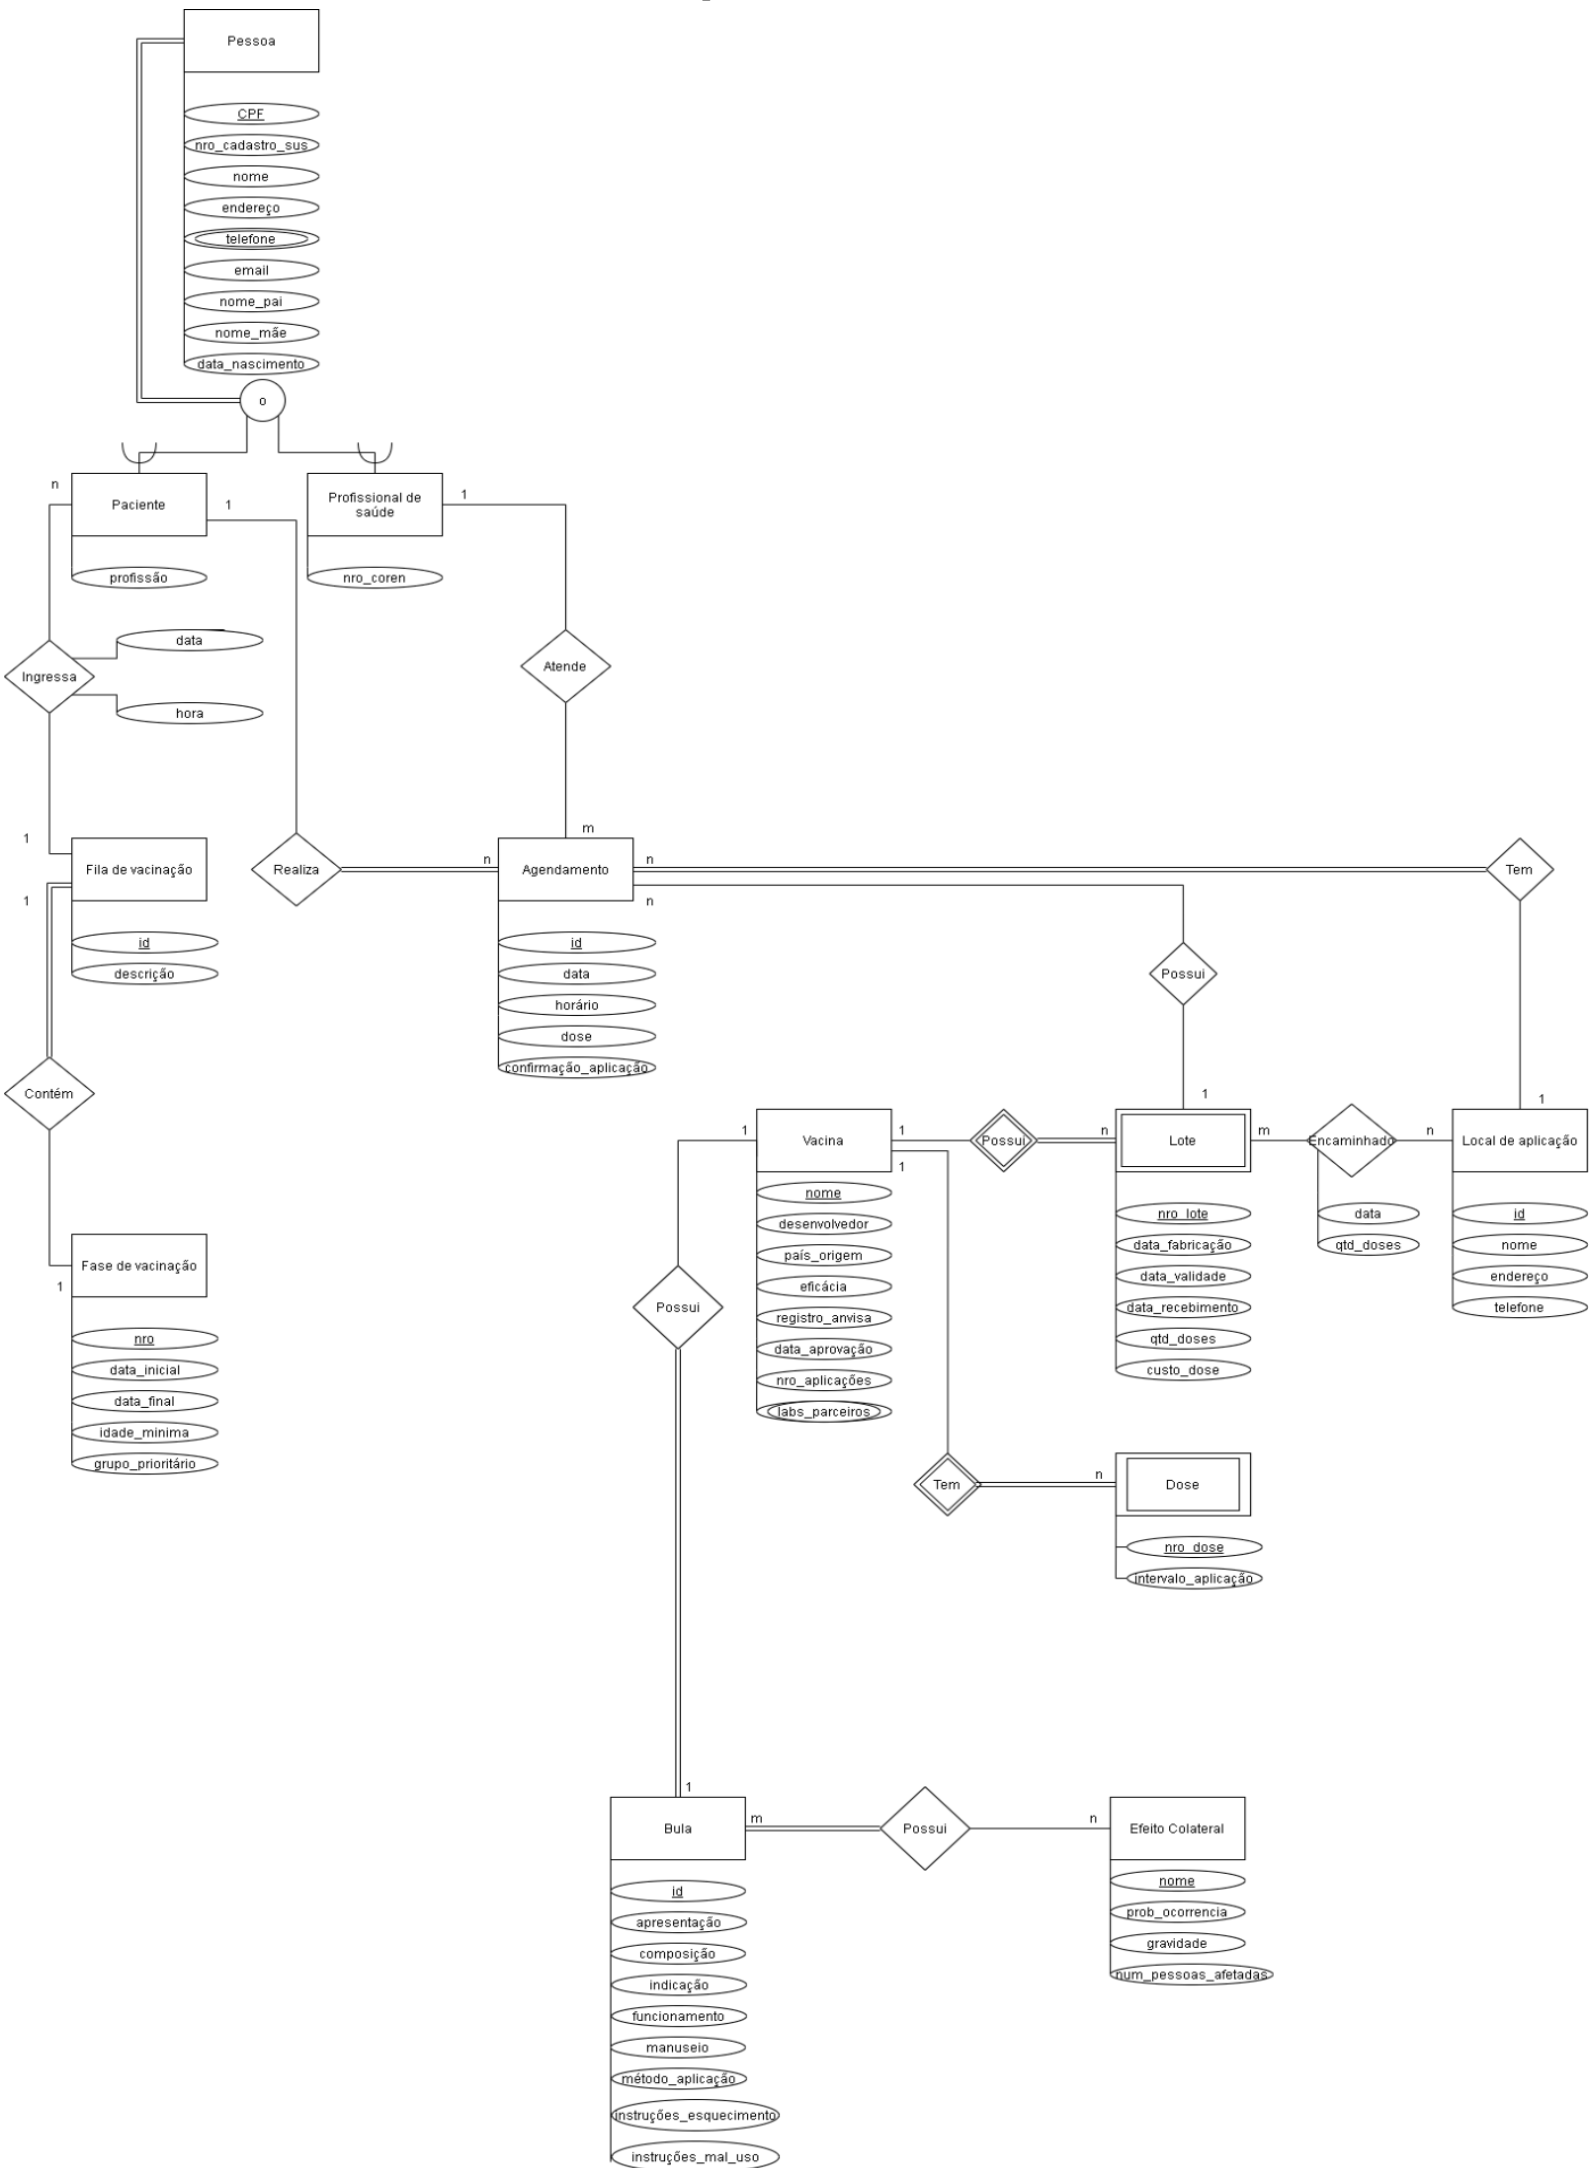 Pessoa
CPF
nro_cadastro_sus
nome
endereço
telefone
email
nome_pai
nome_mãe
data_nascimento
o
n
Paciente
1
Profissional de
saúde
1
profissão
nro_coren
data
Ingressa
hora
Atende
1
Fila de vacinação
1
id
descrição
Realiza
n
m
Agendamento
n
n
id
data
horário
dose
confirmação_aplicação
Tem
Possui
1
1
Contém
Fase de vacinação
1
nro
data_inicial
data_final
idade_minima
grupo_prioritário
1
Vacina
1
1
Possui
n
Lote
m
Encaminhado
n
Local de aplicação
nome
desenvolvedor
país_origem
eficácia
registro_anvisa
data_aprovação
nro_aplicações
labs_parceiros
nro_lote
data_fabricação
data_validade
data_recebimento
qtd_doses
custo_dose
data
qtd_doses
id
nome
endereço
telefone
Possui
Tem
n
Dose
nro_dose
intervalo_aplicação
1
Bula
m
Possui
n
Efeito Colateral
id
apresentação
composição
indicação
funcionamento
manuseio
método_aplicação
instruções_esquecimento
instruções_mal_uso
nome
prob_ocorrencia
gravidade
num_pessoas_afetadas